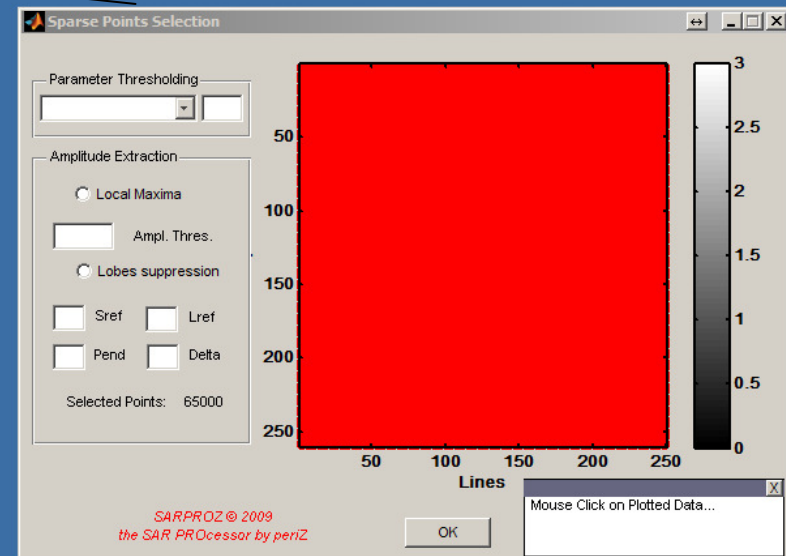 Sparse Points Selection
Parameter Thresholding
Amplitude Extraction
Local Maxima
Ampl. Thres.
Lobes suppression
Sref Lref
Pend Delta
Selected Points: 65000
50
100
150
200
250
50 100 150 200 250
Lines
3
2.5
2
1.5
1
0.5
0
SARPROZ © 2009
the SAR PROcessor by periZ
OK
X
Mouse Click on Plotted Data...